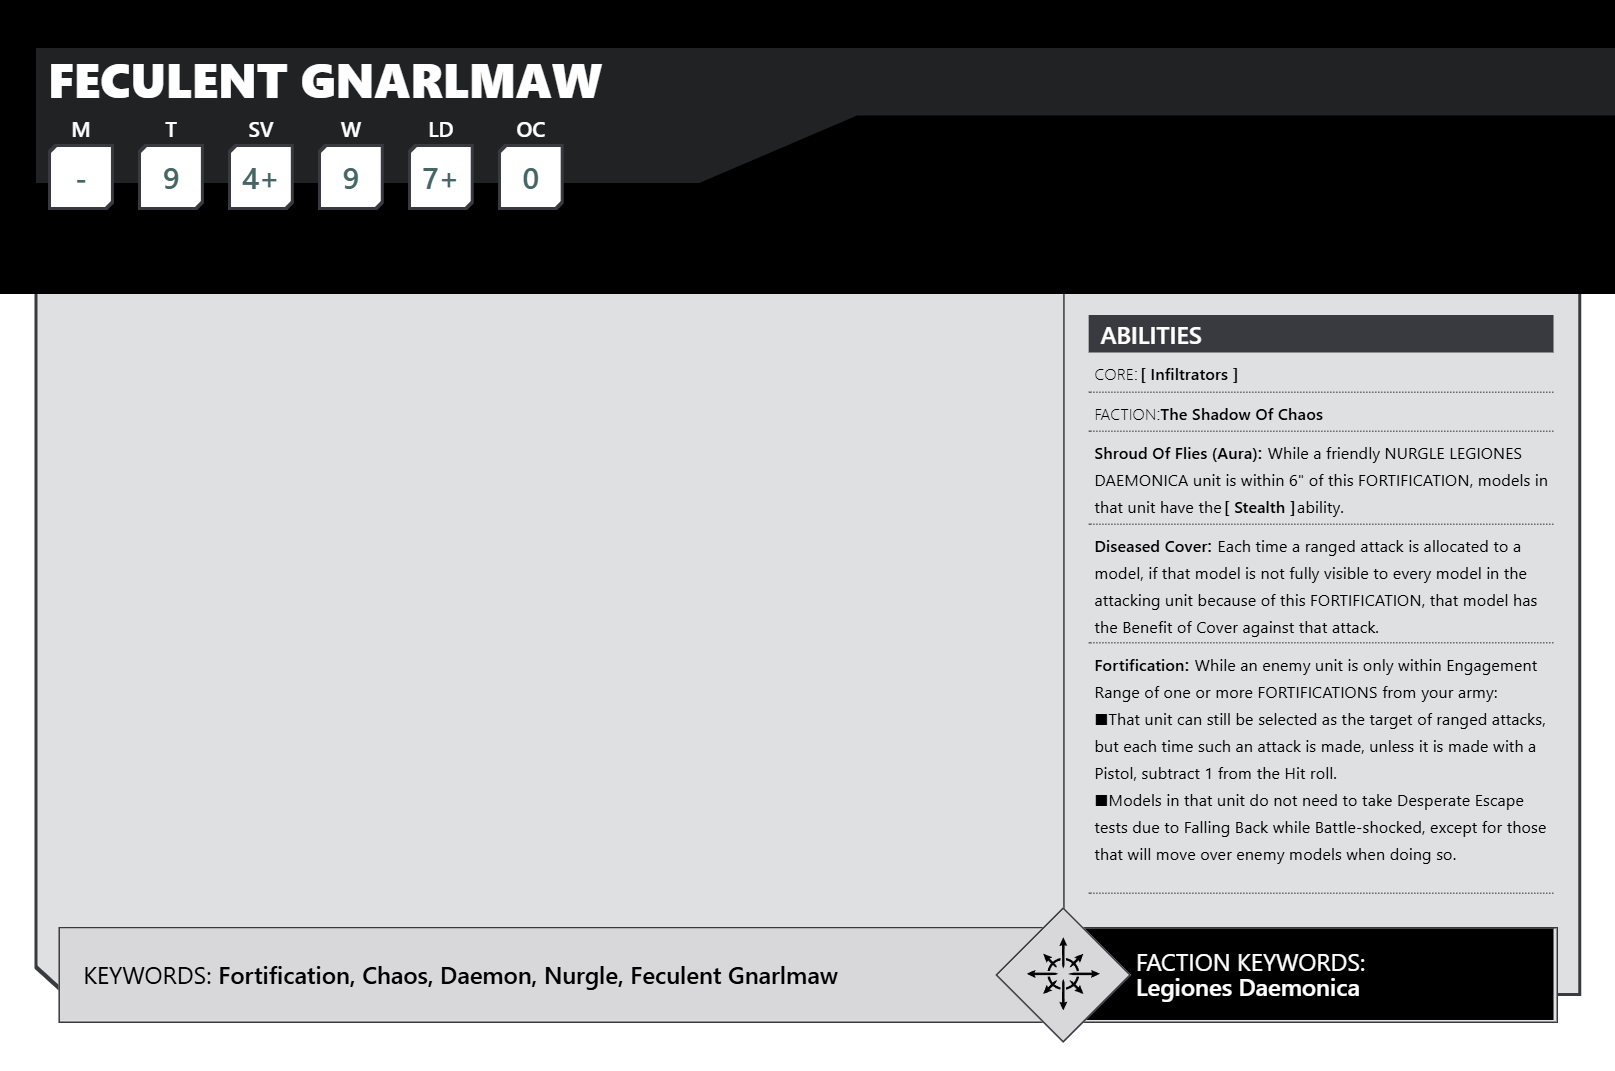 FECULENT GNARLMAW
M T SV W LD OC
- 9 4+ 9 7+ 0
ABILITIES
CORE: [ Infiltrators ]
FACTION:The Shadow Of Chaos
Shroud Of Flies (Aura): While a friendly NURGLE LEGIONES
DAEMONICA unit is within 6" of this FORTIFICATION, models in
that unit have the [ Stealth ] ability.
Diseased Cover: Each time a ranged attack is allocated to a
model, if that model is not fully visible to every model in the
attacking unit because of this FORTIFICATION, that model has
the Benefit of Cover against that attack.
Fortification: While an enemy unit is only within Engagement
Range of one or more FORTIFICATIONS from your army:
■That unit can still be selected as the target of ranged attacks,
but each time such an attack is made, unless it is made with a
Pistol, subtract 1 from the Hit roll.
■Models in that unit do not need to take Desperate Escape
tests due to Falling Back while Battle-shocked, except for those
that will move over enemy models when doing so.
KEYWORDS: Fortification, Chaos, Daemon, Nurgle, Feculent Gnarlmaw
FACTION KEYWORDS:
Legiones Daemonica